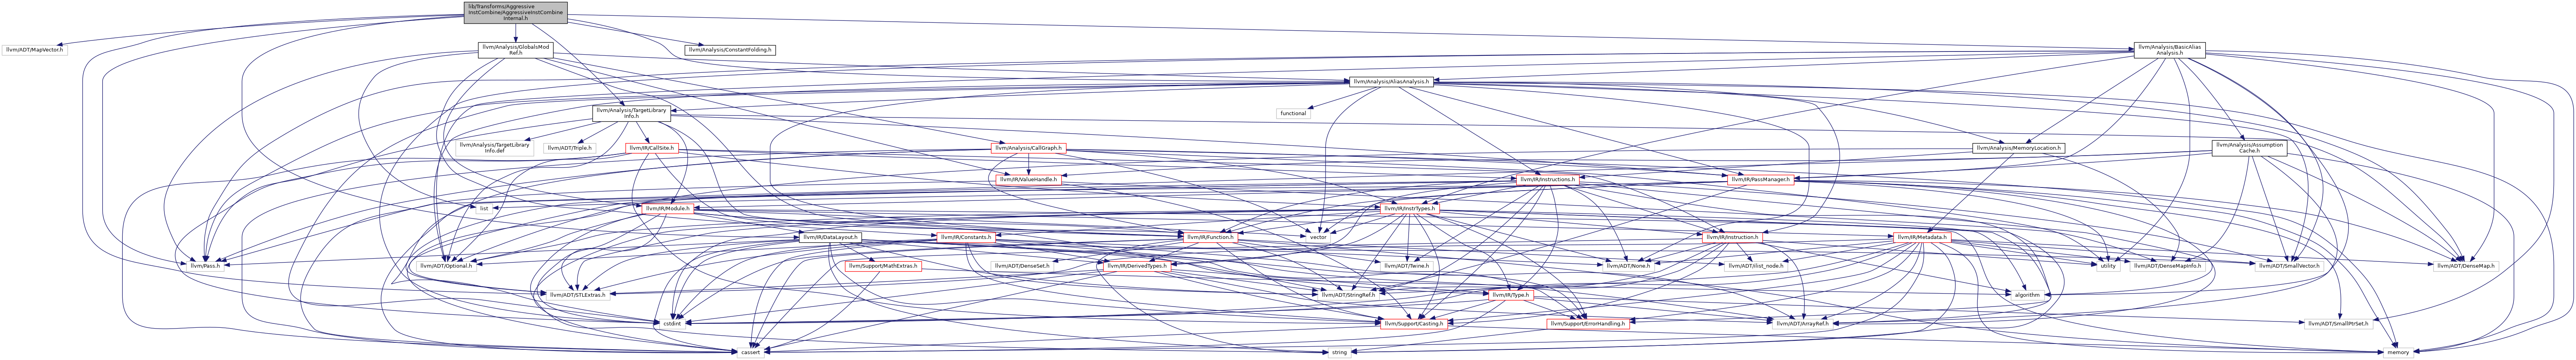 lib/Transforms/Aggressive
InstCombine/AggressiveInstCombine
Internal.h
llvm/ADT/MapVector.h
llvm/Analysis/GlobalsMod
Ref.h
llvm/Analysis/ConstantFolding.h
llvm/Analysis/BasicAlias
Analysis.h
llvm/Analysis/AliasAnalysis.h
llvm/Analysis/TargetLibrary
Info.h
functional
llvm/Analysis/TargetLibrary
Info.def
llvm/ADT/Triple.h
llvm/IR/CallSite.h
llvm/Analysis/CallGraph.h
llvm/Analysis/MemoryLocation.h
llvm/Analysis/Assumption
Cache.h
llvm/IR/ValueHandle.h
llvm/IR/Instructions.h
llvm/IR/PassManager.h
list
llvm/IR/Module.h
llvm/IR/InstrTypes.h
llvm/IR/DataLayout.h
llvm/IR/Constants.h
llvm/IR/Function.h
vector
llvm/IR/Instruction.h
llvm/IR/Metadata.h
llvm/Pass.h
llvm/ADT/Optional.h
llvm/Support/MathExtras.h
llvm/ADT/DenseSet.h
llvm/IR/DerivedTypes.h
llvm/ADT/Twine.h
llvm/ADT/None.h
llvm/ADT/ilist_node.h
utility
llvm/ADT/DenseMapInfo.h
llvm/ADT/SmallVector.h
llvm/ADT/DenseMap.h
llvm/ADT/STLExtras.h
llvm/ADT/StringRef.h
llvm/IR/Type.h
algorithm
cstdint
llvm/Support/Casting.h
llvm/Support/ErrorHandling.h
llvm/ADT/ArrayRef.h
llvm/ADT/SmallPtrSet.h
cassert
string
memory